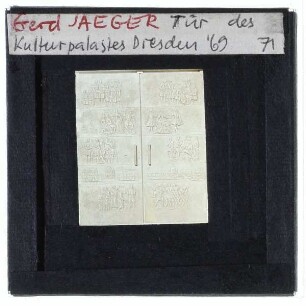 Gerd JAEGER Tür des
Kulturpalastes Dresden '69 71